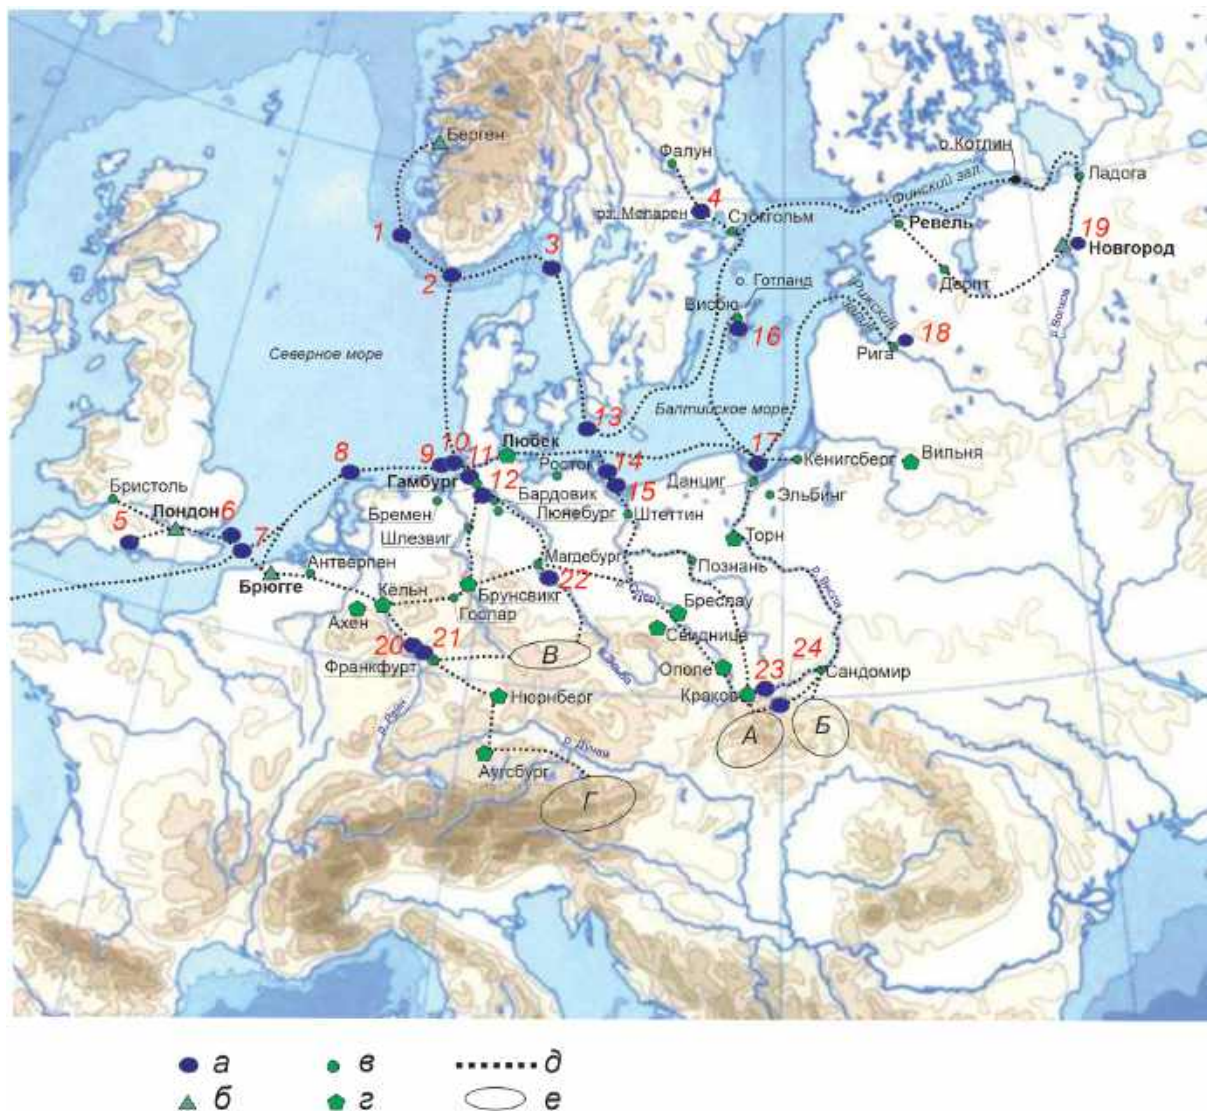 Берген
Фалун
о. Котлин
Финский зал.
Ладога
4
оз. Меларен
Стокгольм
Ревель
19
Новгород
1
2
3
Дерпт
Готланд
Висбю
Рижский
залив
р. Волхов
16
18
Рига
Северное море
13
Балтийское море
17
8
9
10
11
Любек
Росток
14
Кёнигсберг
Вильня
Гамбург
12
15
Данциг
Эльбинг
Бристоль
Бардовик
Люнебург
Бремен
Штеттин
Лондон
6
5
7
Шлезвиг
Торн
Антверпен
Магдебург
Познань
р. Висла
Брюгге
Кёльн
Брунсвикг
22
р. Одер
Бреслау
Ахен
Гослар
Свидница
20
21
В
р. Эльба
24
Франкфурт
Ополе
23
Сандомир
Нюрнберг
Краков
А
Б
р. Рейн
р. Дунай
Аугсбург
Г
а
в
д
б
г
е